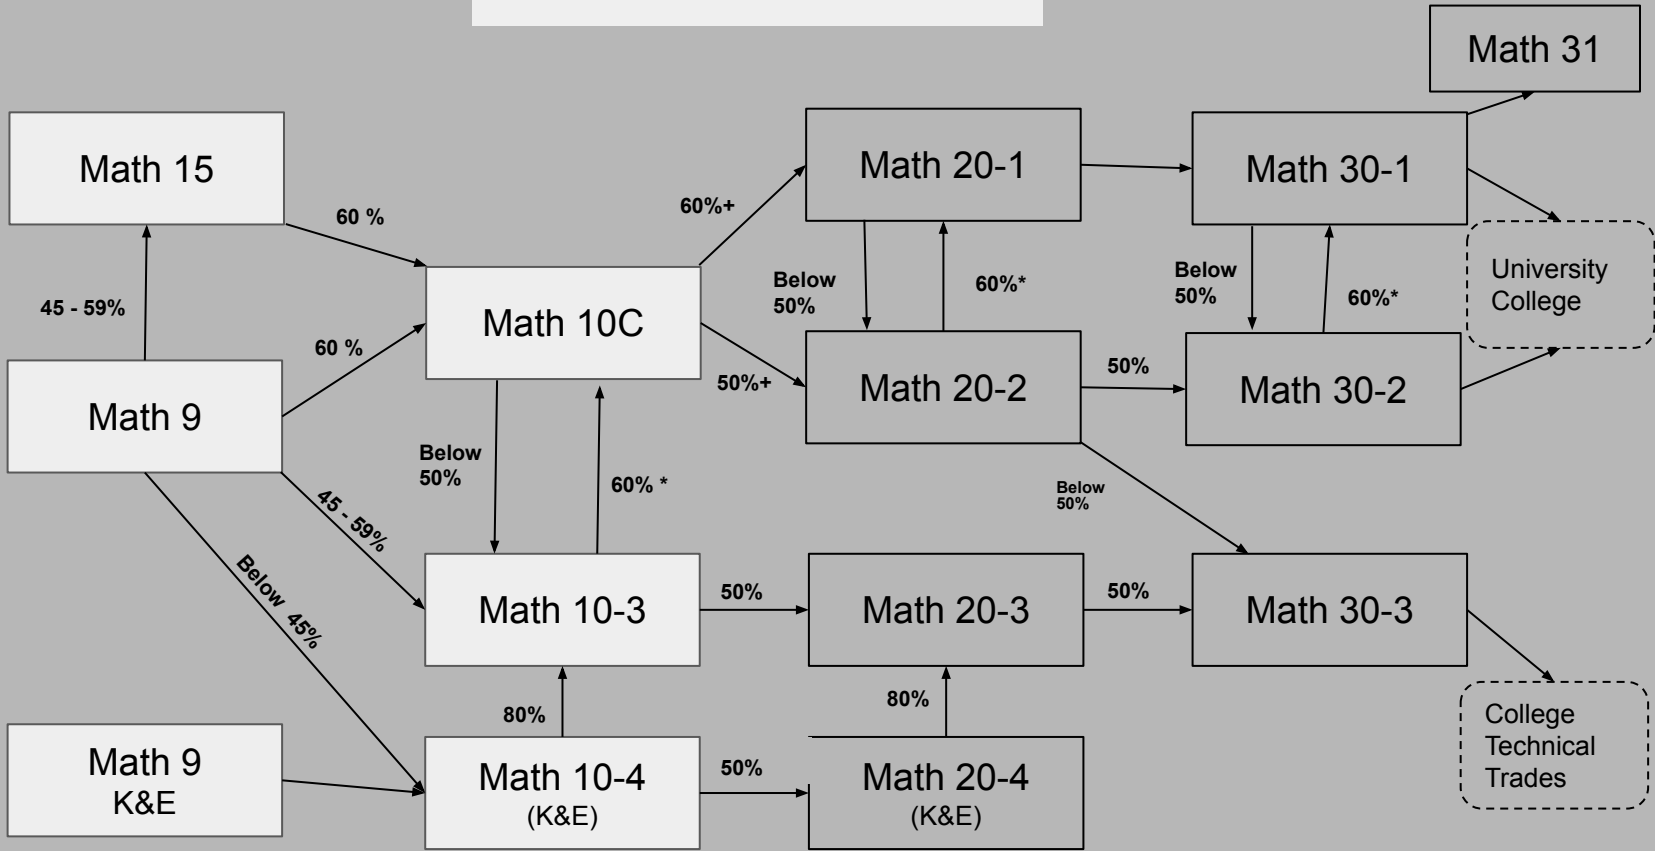 Math 31
Math 15
Math 20-1
Math 30-1
60 %
60%+
45 - 59%
Math 10C
Below
50%
60%*
Below
50%
60%*
University
College
60 %
50%+
Math 9
Math 20-2
50%
Math 30-2
Below
50%
60% *
45 - 59%
Below
50%
Below 45%
Math 10-3
50%
Math 20-3
50%
Math 30-3
80%
80%
College
Technical
Trades
Math 9
K&E
Math 10-4
(K&E)
50%
Math 20-4
(K&E)